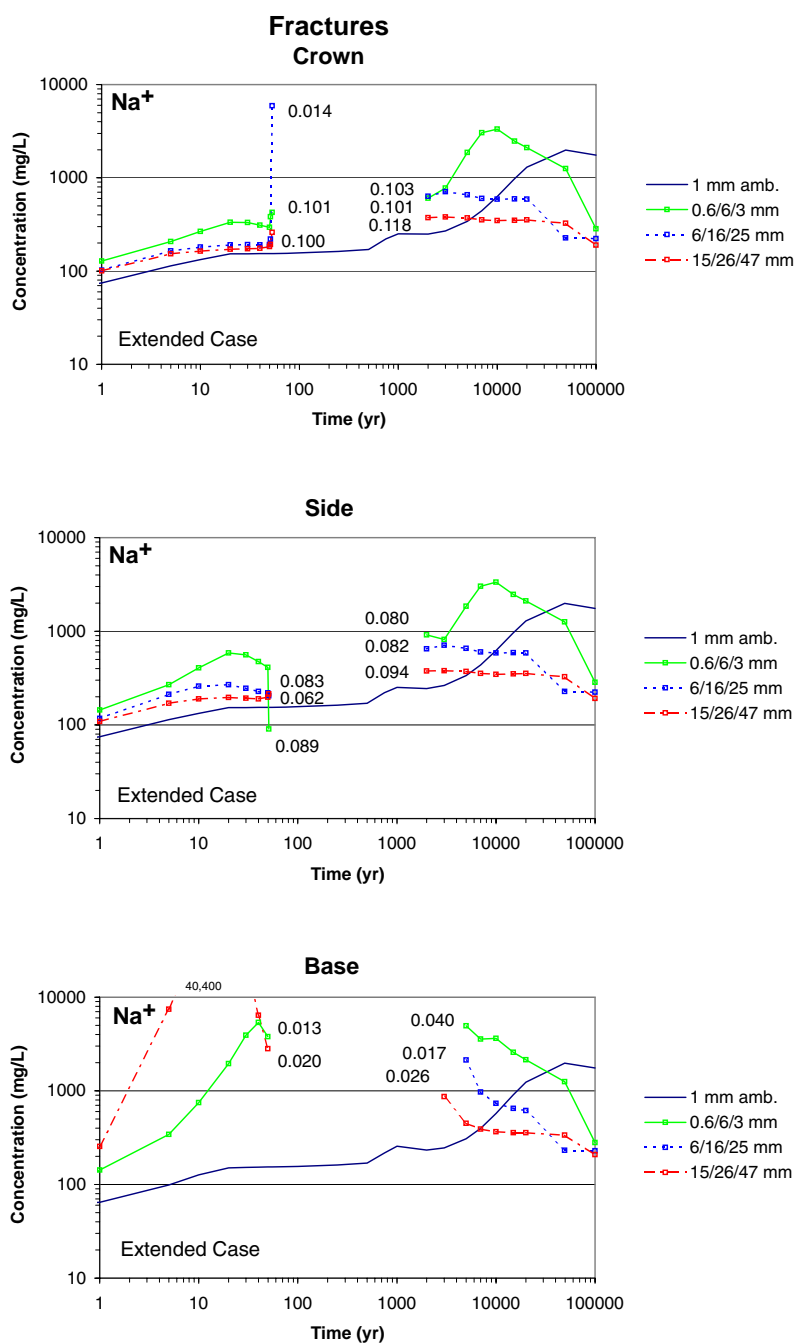 Fractures
Crown
Na+
10000
1000
100
10
Concentration (mg/L)
0.014
0.101
0.100
0.103
0.101
0.118
Extended Case
1 10 100 1000 10000 100000
Time (yr)
1 mm amb.
0.6/6/3 mm
6/16/25 mm
15/26/47 mm
Side
Na+
10000
1000
100
10
Concentration (mg/L)
0.083
0.062
0.089
0.080
0.082
0.094
Extended Case
1 10 100 1000 10000 100000
Time (yr)
1 mm amb.
0.6/6/3 mm
6/16/25 mm
15/26/47 mm
Base
Na+
10000
1000
100
10
Concentration (mg/L)
40,400
0.013
0.020
0.040
0.017
0.026
Extended Case
1 10 100 1000 10000 100000
Time (yr)
1 mm amb.
0.6/6/3 mm
6/16/25 mm
15/26/47 mm